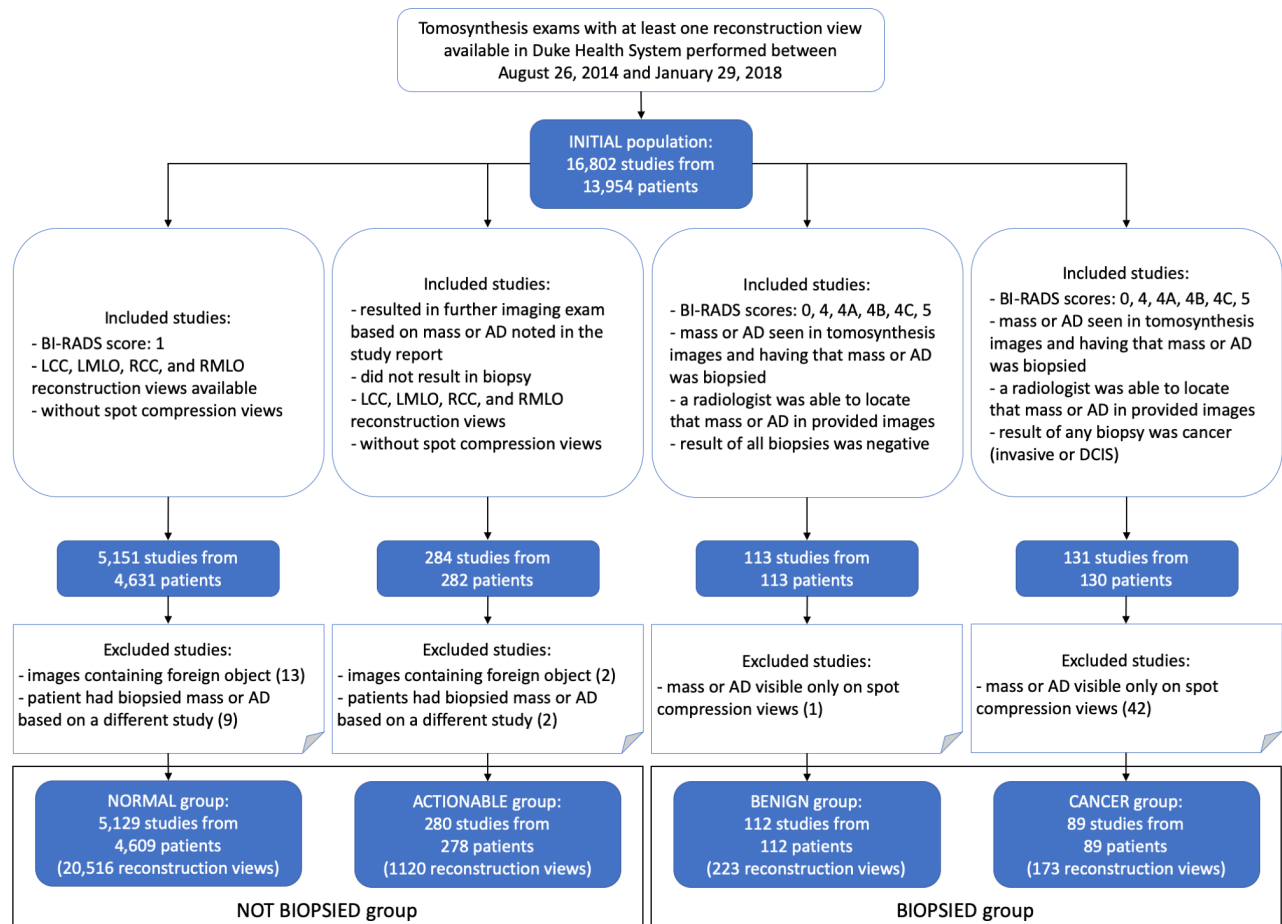 Tomosynthesis exams with at least one reconstruction view
available in Duke Health System performed between
August 26, 2014 and January 29, 2018
INITIAL population:
16,802 studies from
13,954 patients
Included studies:
- BI-RADS score: 1
- LCC, LMLO, RCC, and RMLO
reconstruction views available
- without spot compression views
Included studies:
- resulted in further imaging exam
based on mass or AD noted in the
study report
- did not result in biopsy
- LCC, LMLO, RCC, and RMLO
reconstruction views
- without spot compression views
Included studies:
- BI-RADS scores: 0, 4, 4A, 4B, 4C, 5
- mass or AD seen in tomosynthesis
images and having that mass or AD
was biopsied
- a radiologist was able to locate
that mass or AD in provided images
- result of all biopsies was negative
Included studies:
- BI-RADS scores: 0, 4, 4A, 4B, 4C, 5
- mass or AD seen in tomosynthesis
images and having that mass or AD
was biopsied
- a radiologist was able to locate
that mass or AD in provided images
- result of any biopsy was cancer
(invasive or DCIS)
5,151 studies from
4,631 patients
284 studies from
282 patients
113 studies from
113 patients
131 studies from
130 patients
Excluded studies:
- images containing foreign object (13)
- patient had biopsied mass or AD
based on a different study (9)
Excluded studies:
- images containing foreign object (2)
- patients had biopsied mass or AD
based on a different study (2)
Excluded studies:
- mass or AD visible only on spot
compression views (1)
Excluded studies:
- mass or AD visible only on spot
compression views (42)
NORMAL group:
5,129 studies from
4,609 patients
(20,516 reconstruction views)
ACTIONABLE group:
280 studies from
278 patients
(1120 reconstruction views)
BENIGN group:
112 studies from
112 patients
(223 reconstruction views)
CANCER group:
89 studies from
89 patients
(173 reconstruction views)
NOT BIOPSIED group
BIOPSIED group